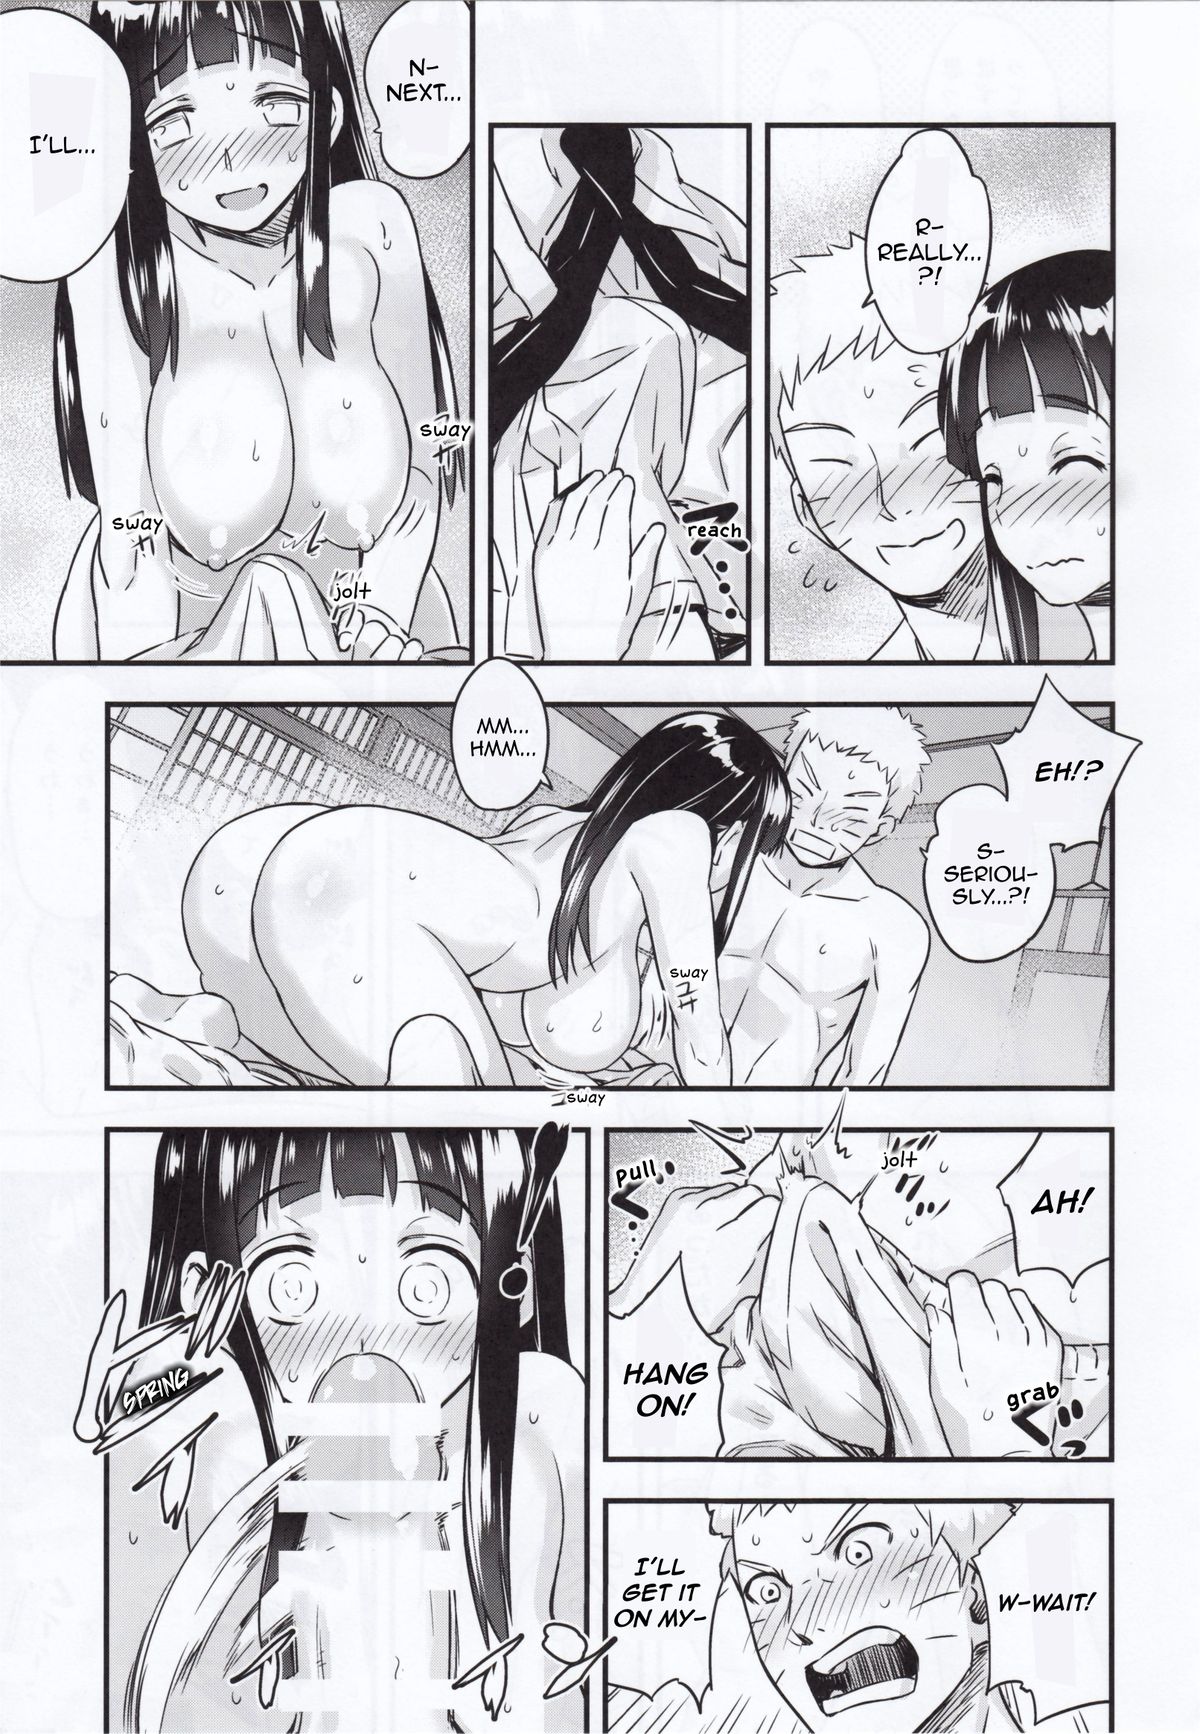 R-
REALLY...
?!
reach
N-
NEXT...
I'LL...
sway
sway
jolt
EH!?
S-
SERIOU-
SLY...?!
MM...
HMM...
sway
sway
AH!
jolt
pull
HANG
ON!
grab
W-WAIT!
I'LL
GET IT
ON MY-
SPRING